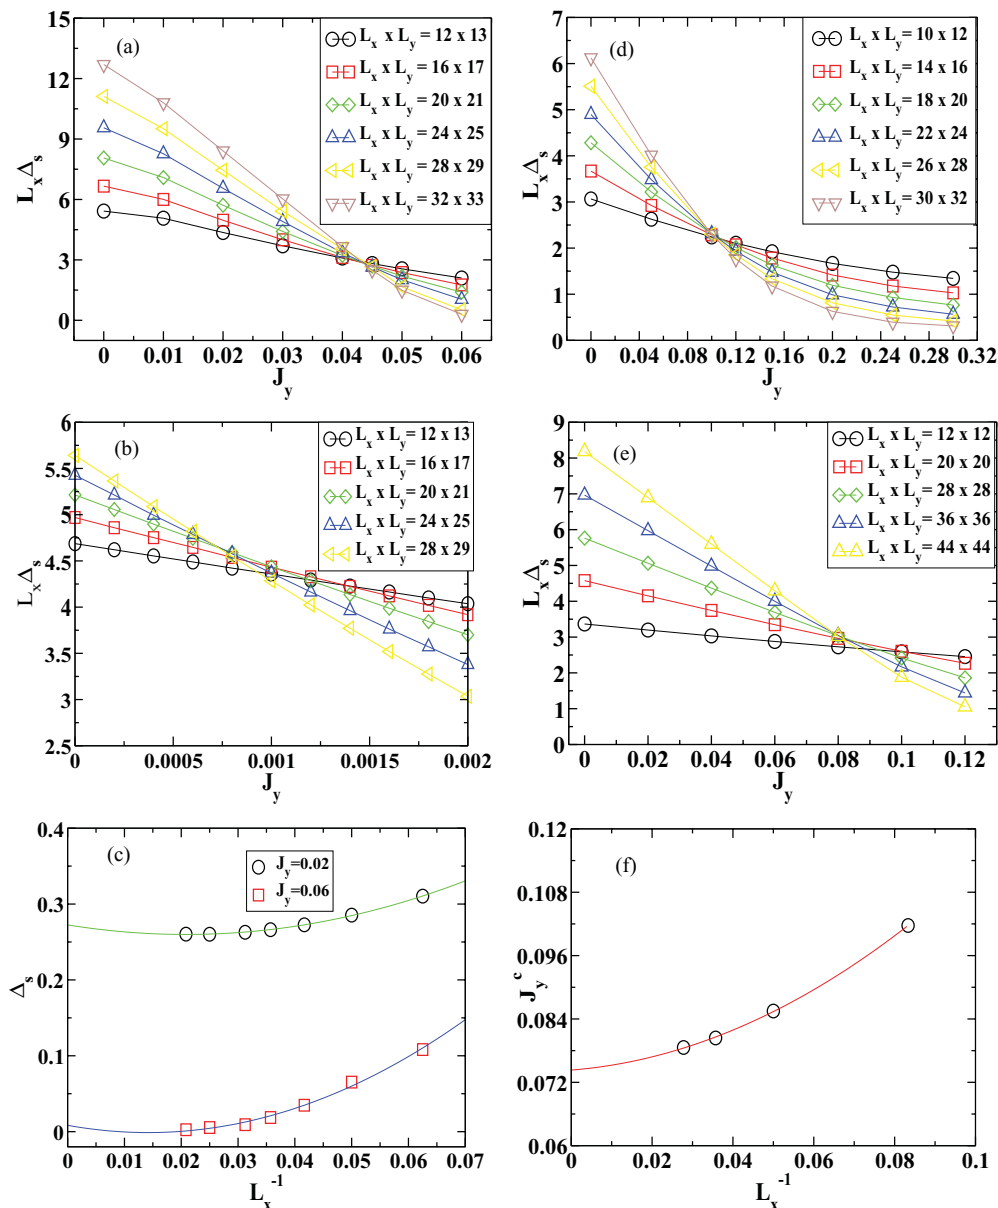 (a)
L_x x L_y = 12 x 13
L_x x L_y = 16 x 17
L_x x L_y = 20 x 21
L_x x L_y = 24 x 25
L_x x L_y = 28 x 29
L_x x L_y = 32 x 33
15
12
9
6
3
0
L_xΔ_s
0 0.01 0.02 0.03 0.04 0.05 0.06
J_y
(d)
L_x x L_y = 10 x 12
L_x x L_y = 14 x 16
L_x x L_y = 18 x 20
L_x x L_y = 22 x 24
L_x x L_y = 26 x 28
L_x x L_y = 30 x 32
7
6
5
4
3
2
1
0
L_xΔ_s
0 0.04 0.08 0.12 0.16 0.2 0.24 0.28 0.32
J_y
(b)
L_x x L_y = 12 x 13
L_x x L_y = 16 x 17
L_x x L_y = 20 x 21
L_x x L_y = 24 x 25
L_x x L_y = 28 x 29
6
5.5
5
4.5
4
3.5
3
2.5
L_xΔ_s
0 0.0005 0.001 0.0015 0.002
J_y
(e)
L_x x L_y = 12 x 12
L_x x L_y = 20 x 20
L_x x L_y = 28 x 28
L_x x L_y = 36 x 36
L_x x L_y = 44 x 44
9
8
7
6
5
4
3
2
1
0
L_xΔ_s
0 0.02 0.04 0.06 0.08 0.1 0.12
J_y
(c)
J_y=0.02
J_y=0.06
0.4
0.3
0.2
0.1
0
Δ_s
0 0.01 0.02 0.03 0.04 0.05 0.06 0.07
L_x^-1
(f)
0.12
0.108
0.096
0.084
0.072
0.06
J_y^c
0 0.02 0.04 0.06 0.08 0.1
L_x^-1